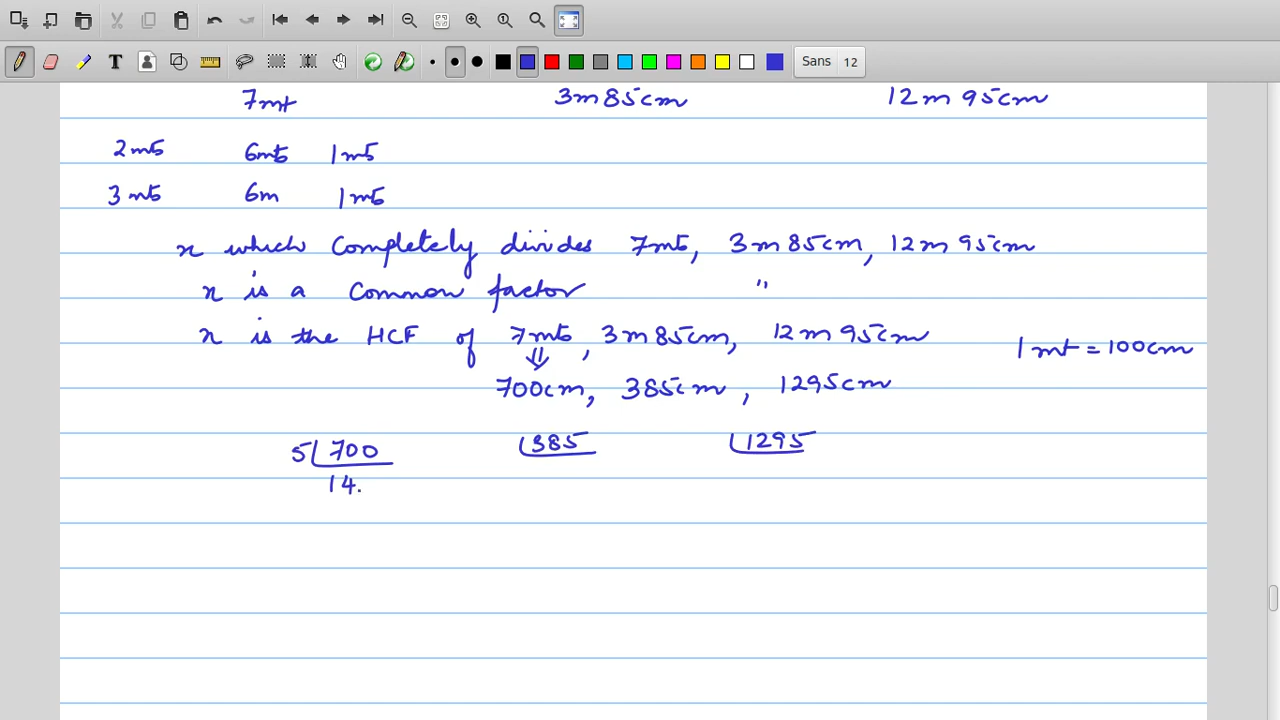 Sans 12
7mt 3m 85cm 12m 95cm
2mts 6mts 1mts
3mts 6m 1mts
x which completely divides 7mts, 3m 85cm, 12m 95cm
x is a common factor "
x is the HCF of 7mts, 3m 85cm, 12m 95cm
1 mt = 100cm
⇓
700cm, 385cm, 1295cm
5 700 385 1295
14.